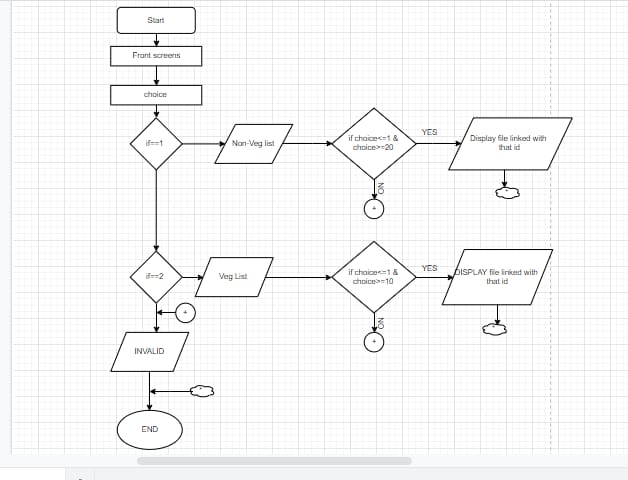 Start
Front screens
choice
if==1
Non-Veg list
if choice<=1 &
choice>=20
YES
Display file linked with
that id
NO
+
if==2
Veg List
if choice<=1 &
choice>=10
YES
DISPLAY file linked with
that id
NO
+
+
INVALID
END